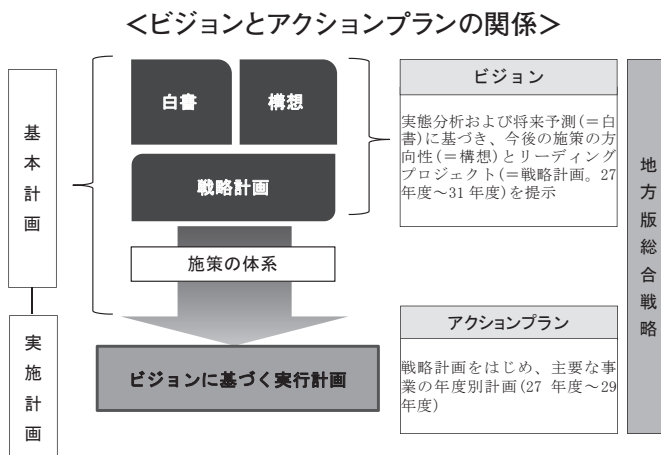 ＜ビジョンとアクションプランの関係＞
基本計画
白書
構想
戦略計画
施策の体系
ビジョン
実態分析および将来予測(＝白
書)に基づき、今後の施策の方
向性(＝構想)とリーディング
プロジェクト(＝戦略計画。27
年度～31 年度)を提示
地方版総合戦略
実施計画
ビジョンに基づく実行計画
アクションプラン
戦略計画をはじめ、主要な事
業の年度別計画(27 年度～29
年度)